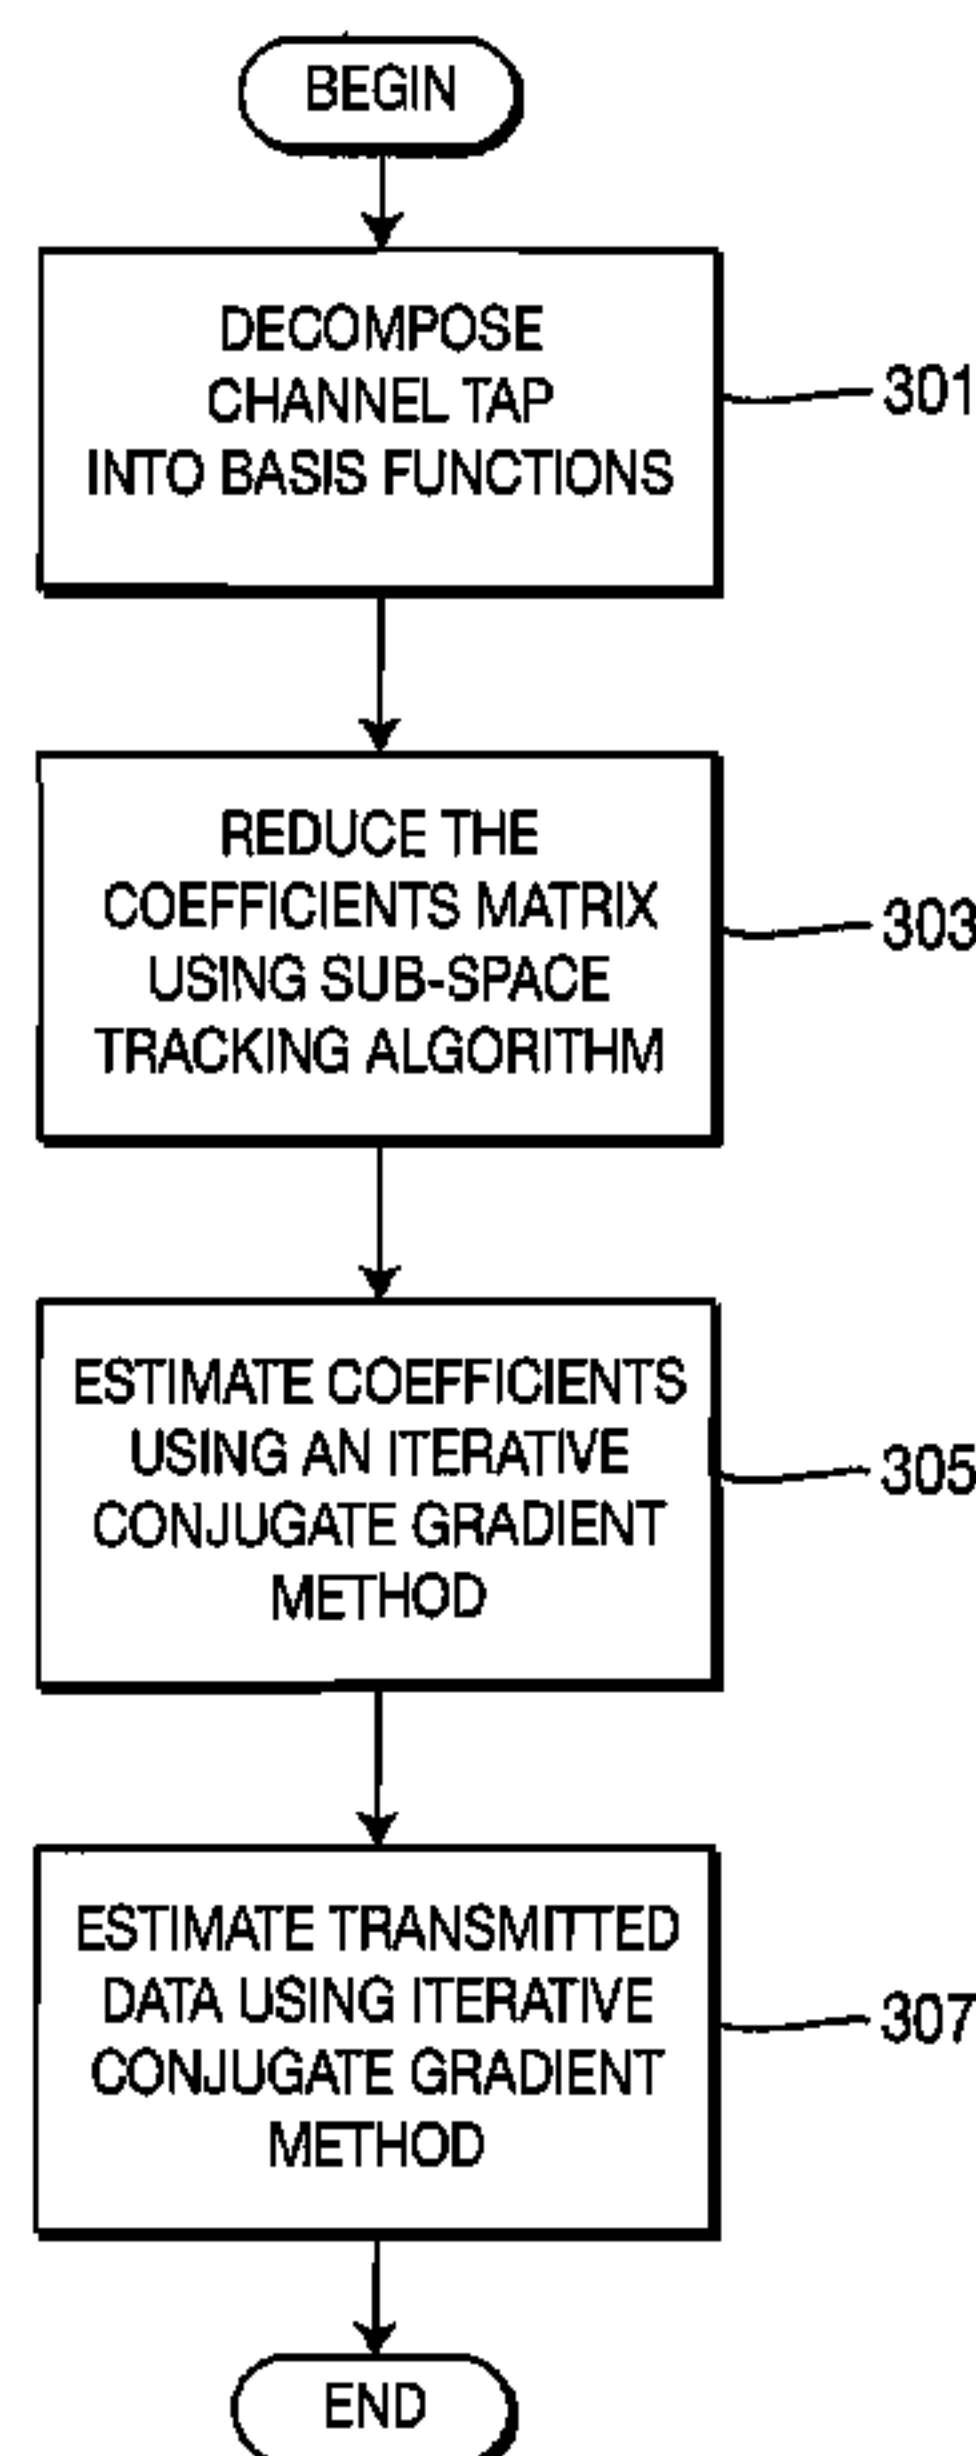 BEGIN
DECOMPOSE
CHANNEL TAP
INTO BASIS FUNCTIONS
301
REDUCE THE
COEFFICIENTS MATRIX
USING SUB-SPACE
TRACKING ALGORITHM
303
ESTIMATE COEFFICIENTS
USING AN ITERATIVE
CONJUGATE GRADIENT
METHOD
305
ESTIMATE TRANSMITTED
DATA USING ITERATIVE
CONJUGATE GRADIENT
METHOD
307
END